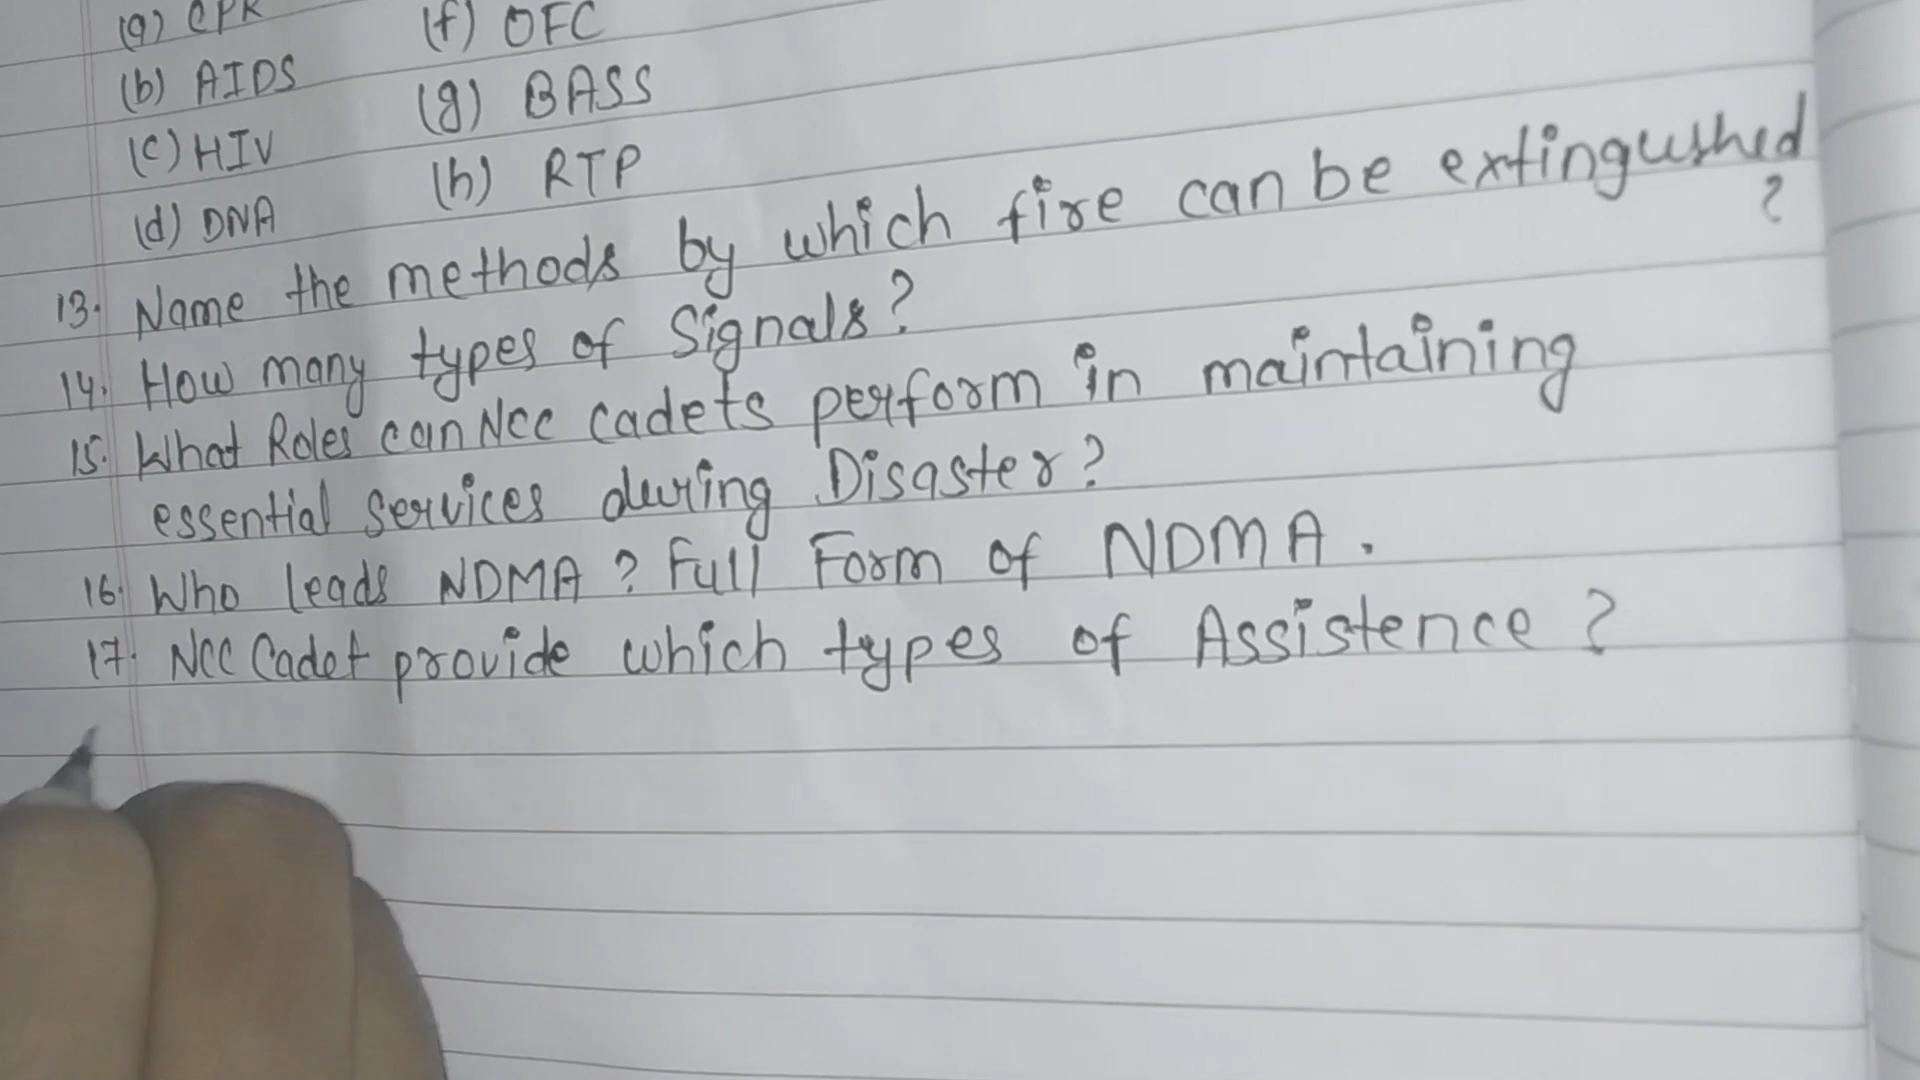 (a) CPR (f) OFC
(b) AIDS (g) BASS
(c) HIV (h) RTP
(d) DNA
13. Name the methods by which fire can be extingushed ?
14. How many types of Signals?
15. What Roles can Ncc cadets perform in maintaining
essential services during Disaster?
16. Who leads NDMA ? Full Form of NDMA.
17. NCC Cadet provide which types of Assistence ?